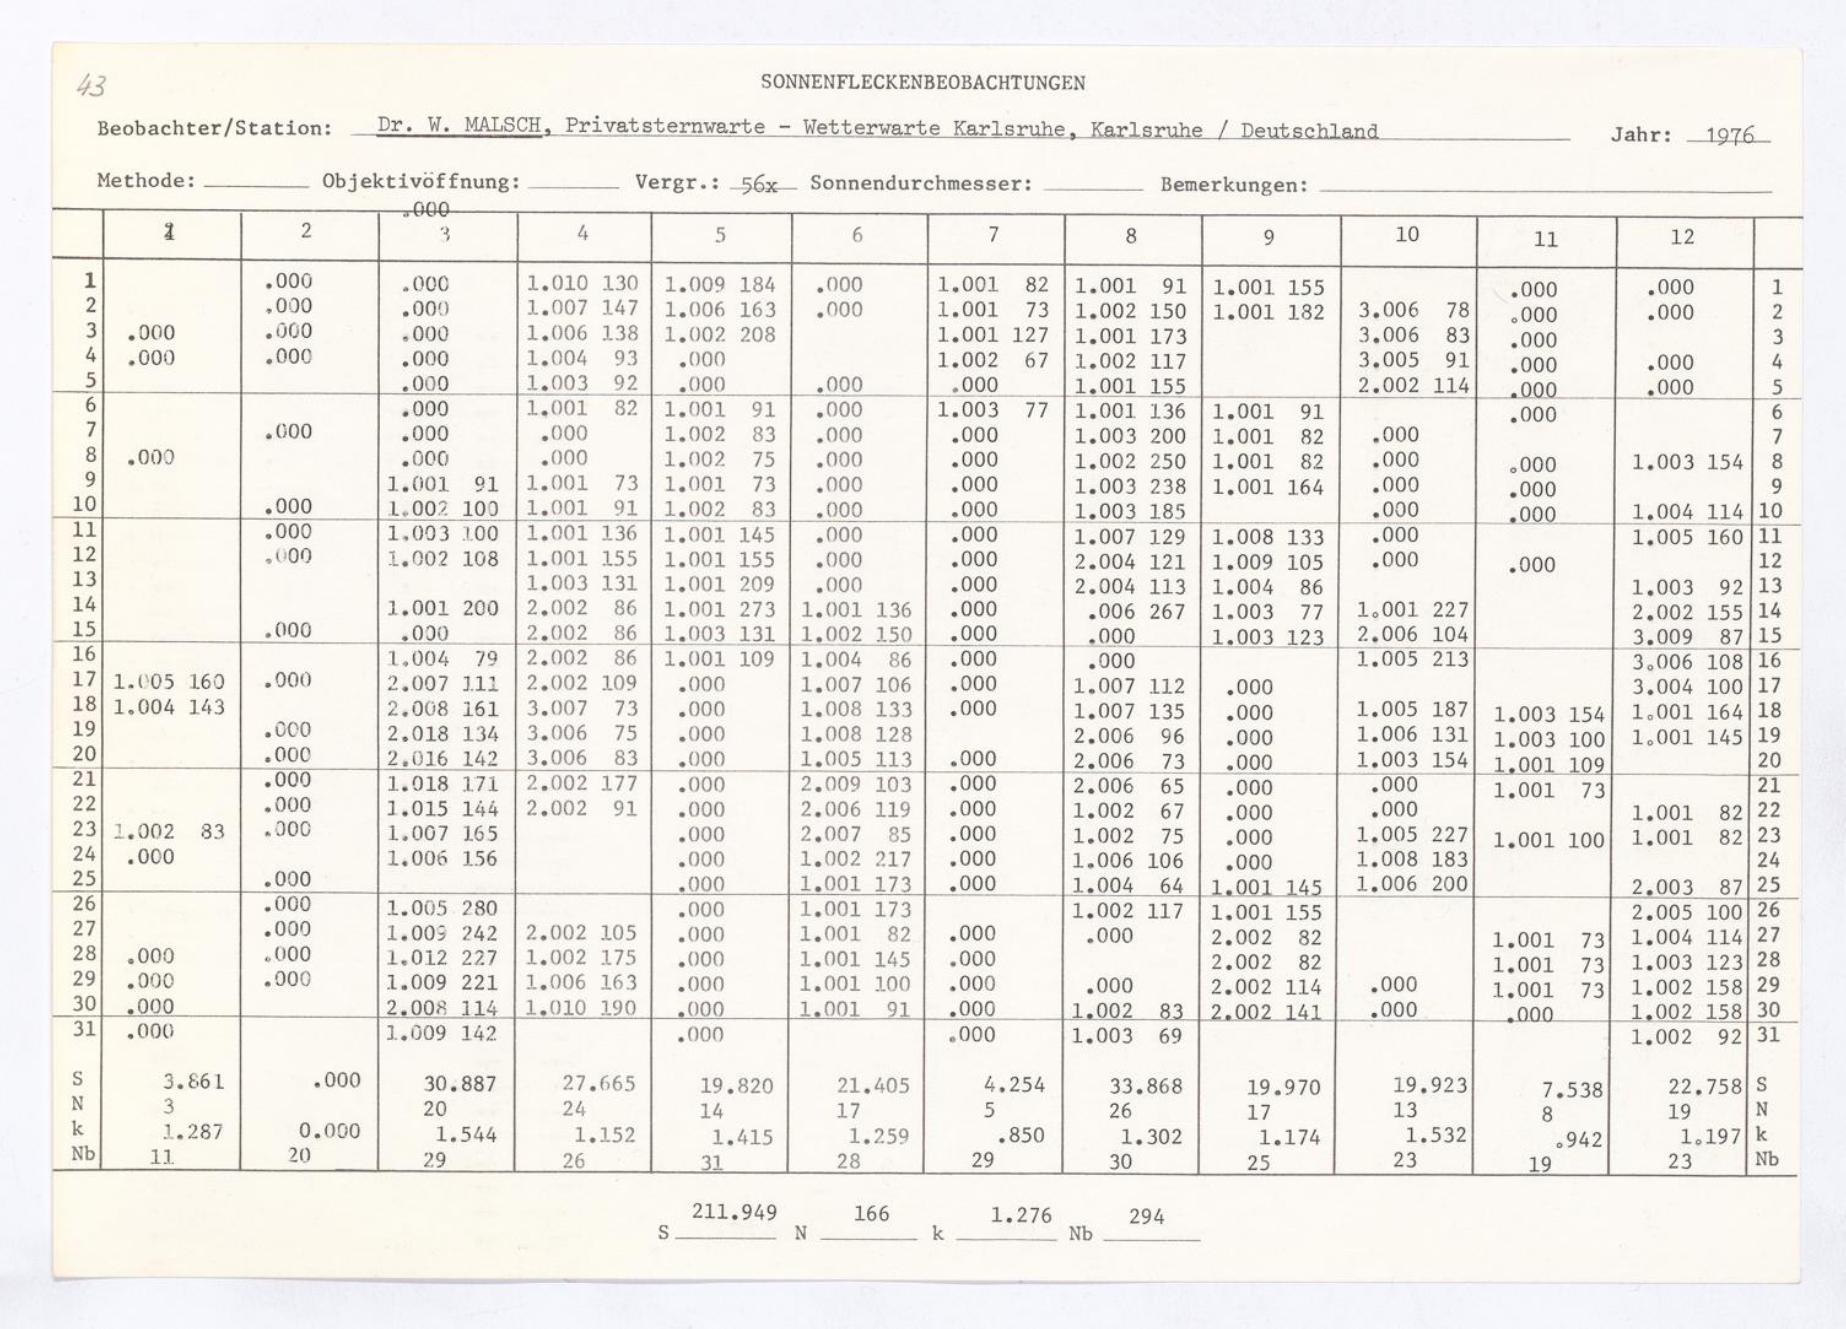 43
SONNENFLECKENBEOBACHTUNGEN
Beobachter/Station: Dr. W. MALSCH, Privatsternwarte - Wetterwarte Karlsruhe, Karlsruhe / Deutschland Jahr: 1976
Methode: Objektivöffnung: Vergr.: 56x Sonnendurchmesser: Bemerkungen:
.000
1 2 3 4 5 6 7 8 9 10 11 12
1 .000 .000 1.010 130 1.009 184 .000 1.001 82 1.001 91 1.001 155 .000 .000 1
2 .000 .000 1.007 147 1.006 163 .000 1.001 73 1.002 150 1.001 182 3.006 78 .000 .000 2
3 .000 .000 .000 1.006 138 1.002 208 1.001 127 1.001 173 3.006 83 .000 3
4 .000 .000 .000 1.004 93 .000 1.002 67 1.002 117 3.005 91 .000 .000 4
5 .000 1.003 92 .000 .000 .000 1.001 155 2.002 114 .000 .000 5
6 .000 1.001 82 1.001 91 .000 1.003 77 1.001 136 1.001 91 .000 6
7 .000 .000 .000 1.002 83 .000 .000 1.003 200 1.001 82 .000 7
8 .000 .000 .000 1.002 75 .000 .000 1.002 250 1.001 82 .000 .000 1.003 154 8
9 1.001 91 1.001 73 1.001 73 .000 .000 1.003 238 1.001 164 .000 .000 9
10 .000 1.002 100 1.001 91 1.002 83 .000 .000 1.003 185 .000 .000 1.004 114 10
11 .000 1.003 100 1.001 136 1.001 145 .000 .000 1.007 129 1.008 133 .000 1.005 160 11
12 .000 1.002 108 1.001 155 1.001 155 .000 .000 2.004 121 1.009 105 .000 .000 12
13 1.003 131 1.001 209 .000 .000 2.004 113 1.004 86 1.003 92 13
14 1.001 200 2.002 86 1.001 273 1.001 136 .000 .006 267 1.003 77 1.001 227 2.002 155 14
15 .000 .000 2.002 86 1.003 131 1.002 150 .000 .000 1.003 123 2.006 104 3.009 87 15
16 1.004 79 2.002 86 1.001 109 1.004 86 .000 .000 1.005 213 3.006 108 16
17 1.005 160 .000 2.007 111 2.002 109 .000 1.007 106 .000 1.007 112 .000 3.004 100 17
18 1.004 143 2.008 161 3.007 73 .000 1.008 133 .000 1.007 135 .000 1.005 187 1.003 154 1.001 164 18
19 .000 2.018 134 3.006 75 .000 1.008 128 2.006 96 .000 1.006 131 1.003 100 1.001 145 19
20 .000 2.016 142 3.006 83 .000 1.005 113 .000 2.006 73 .000 1.003 154 1.001 109 20
21 .000 1.018 171 2.002 177 .000 2.009 103 .000 2.006 65 .000 .000 1.001 73 21
22 .000 1.015 144 2.002 91 .000 2.006 119 .000 1.002 67 .000 .000 1.001 82 22
23 1.002 83 .000 1.007 165 .000 2.007 85 .000 1.002 75 .000 1.005 227 1.001 100 1.001 82 23
24 .000 1.006 156 .000 1.002 217 .000 1.006 106 .000 1.008 183 24
25 .000 .000 1.001 173 .000 1.004 64 1.001 145 1.006 200 2.003 87 25
26 .000 1.005 280 .000 1.001 173 1.002 117 1.001 155 2.005 100 26
27 .000 1.009 242 2.002 105 .000 1.001 82 .000 .000 2.002 82 1.001 73 1.004 114 27
28 .000 .000 1.012 227 1.002 175 .000 1.001 145 .000 2.002 82 1.001 73 1.003 123 28
29 .000 .000 1.009 221 1.006 163 .000 1.001 100 .000 .000 2.002 114 .000 1.001 73 1.002 158 29
30 .000 2.008 114 1.010 190 .000 1.001 91 .000 1.002 83 2.002 141 .000 .000 1.002 158 30
31 .000 1.009 142 .000 .000 1.003 69 1.002 92 31
S 3.861 .000 30.887 27.665 19.820 21.405 4.254 33.868 19.970 19.923 7.538 22.758 S
N 3 20 24 14 17 5 26 17 13 8 19 N
k 1.287 0.000 1.544 1.152 1.415 1.259 .850 1.302 1.174 1.532 .942 1.197 k
Nb 11 20 29 26 31 28 29 30 25 23 19 23 Nb
S 211.949 N 166 k 1.276 Nb 294